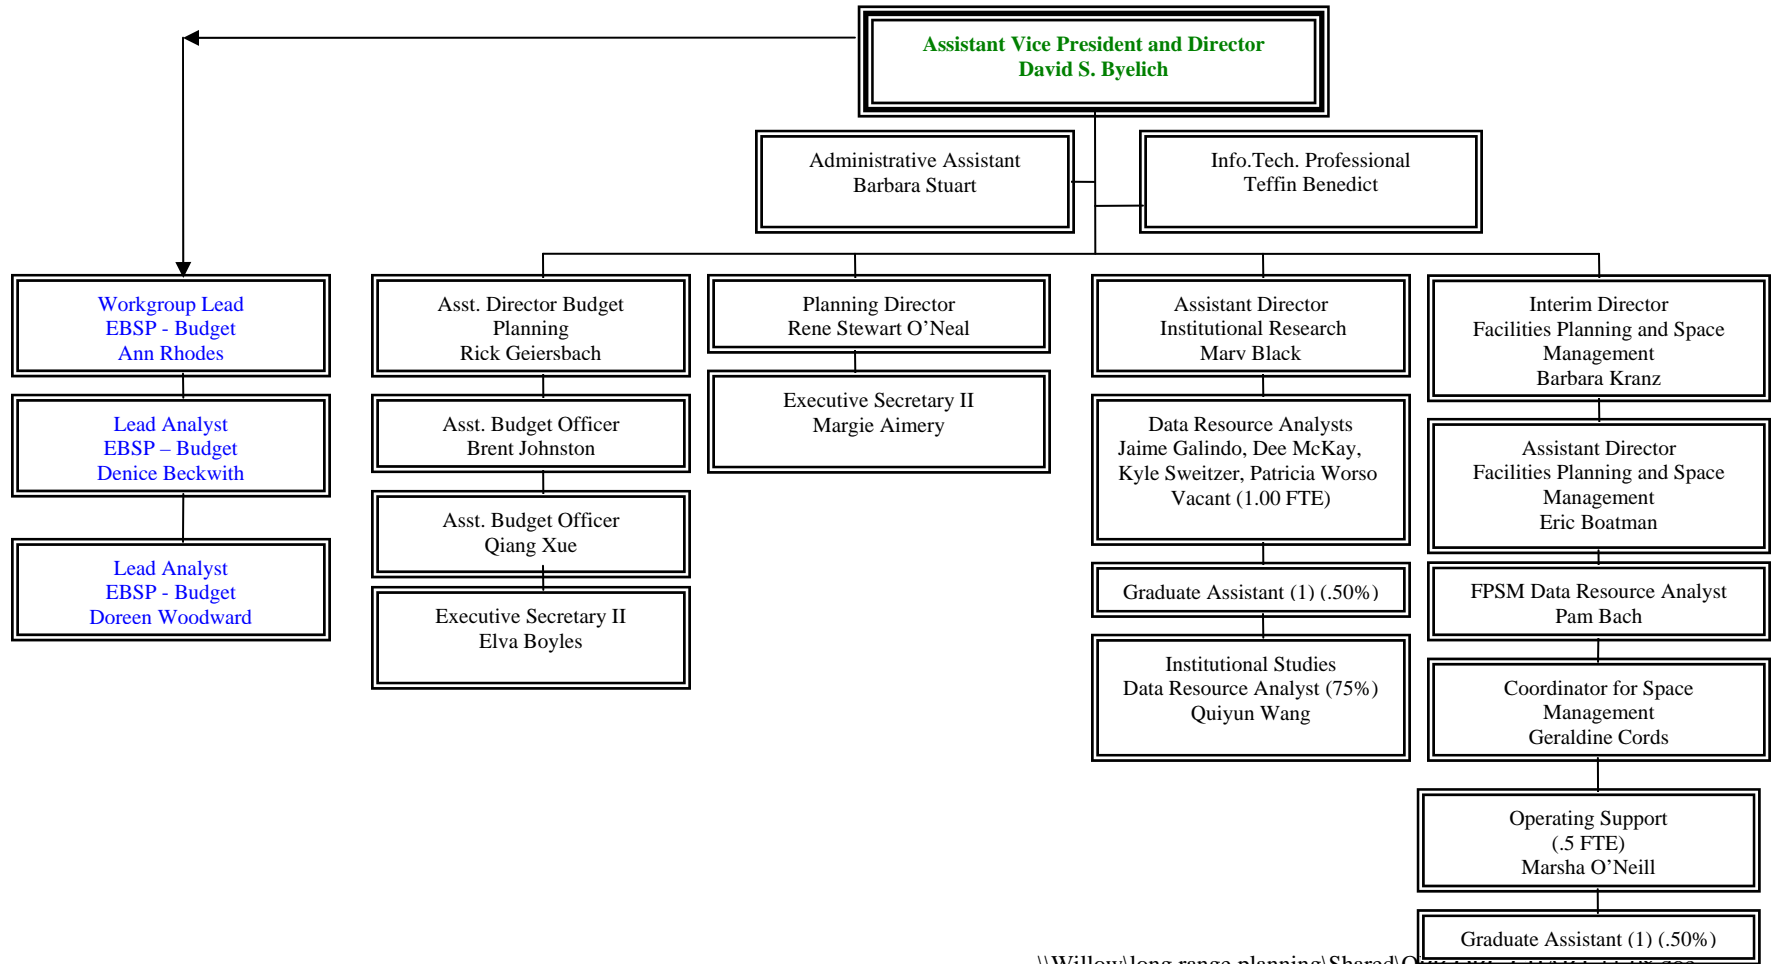 Assistant Vice President and Director
David S. Byelich
Administrative Assistant
Barbara Stuart
Info.Tech. Professional
Teffin Benedict
Workgroup Lead
EBSP - Budget
Ann Rhodes
Lead Analyst
EBSP – Budget
Denice Beckwith
Lead Analyst
EBSP - Budget
Doreen Woodward
Asst. Director Budget
Planning
Rick Geiersbach
Asst. Budget Officer
Brent Johnston
Asst. Budget Officer
Qiang Xue
Executive Secretary II
Elva Boyles
Planning Director
Rene Stewart O’Neal
Executive Secretary II
Margie Aimery
Assistant Director
Institutional Research
Marv Black
Data Resource Analysts
Jaime Galindo, Dee McKay,
Kyle Sweitzer, Patricia Worso
Vacant (1.00 FTE)
Graduate Assistant (1) (.50%)
Institutional Studies
Data Resource Analyst (75%)
Quiyun Wang
Interim Director
Facilities Planning and Space
Management
Barbara Kranz
Assistant Director
Facilities Planning and Space
Management
Eric Boatman
FPSM Data Resource Analyst
Pam Bach
Coordinator for Space
Management
Geraldine Cords
Operating Support
(.5 FTE)
Marsha O’Neill
Graduate Assistant (1) (.50%)
\\Willow\long range planning\Shared\